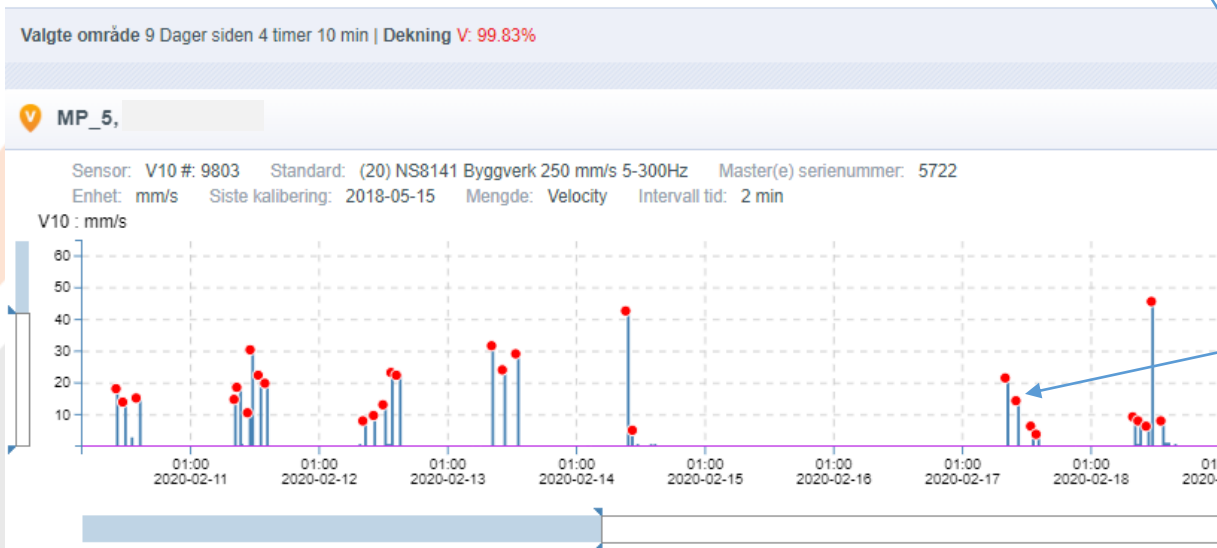 Valgte område 9 Dager siden 4 timer 10 min | Dekning V: 99.83%
V MP_5,
Sensor: V10 #: 9803 Standard: (20) NS8141 Byggverk 250 mm/s 5-300Hz Master(e) serienummer: 5722
Enhet: mm/s Siste kalibering: 2018-05-15 Mengde: Velocity Intervall tid: 2 min
V10 : mm/s
60
50
40
30
20
10
01:00 01:00 01:00 01:00 01:00 01:00 01:00 01:00 01
2020-02-11 2020-02-12 2020-02-13 2020-02-14 2020-02-15 2020-02-16 2020-02-17 2020-02-18 2020-